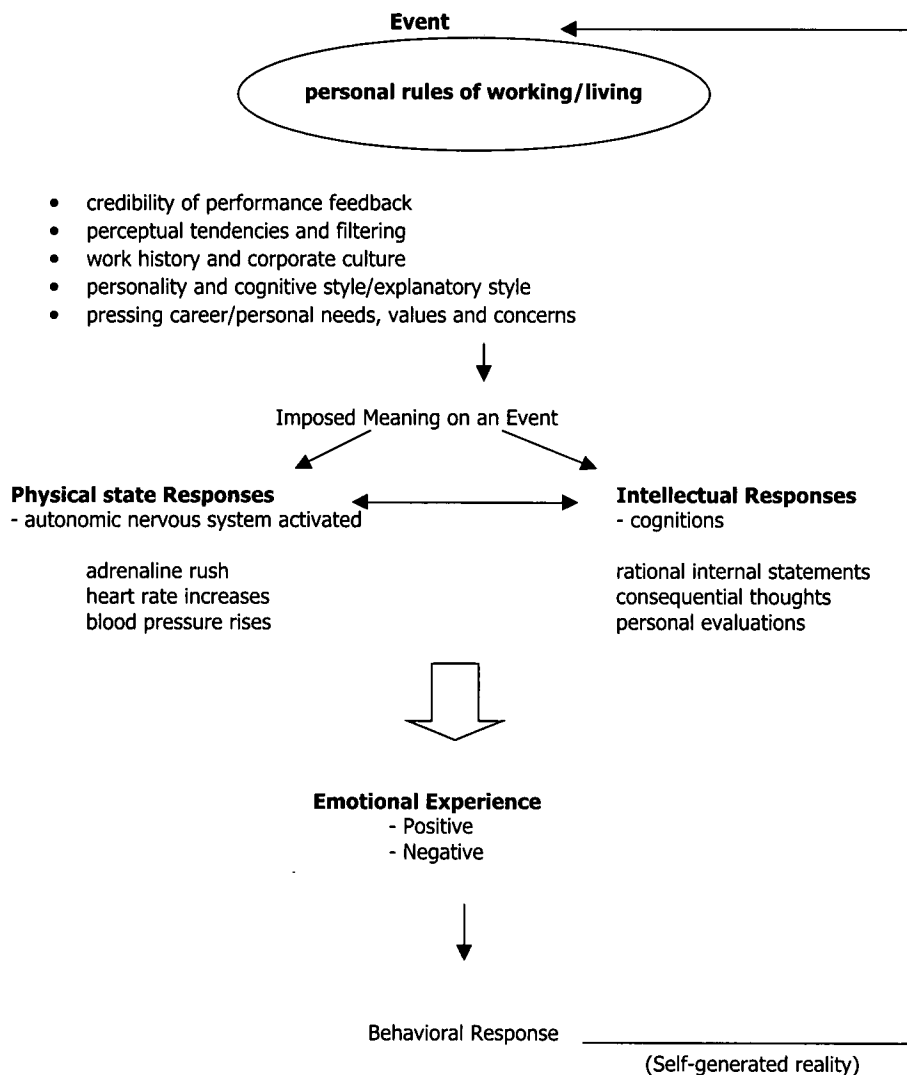 Event
personal rules of working/living
• credibility of performance feedback
• perceptual tendencies and filtering
• work history and corporate culture
• personality and cognitive style/explanatory style
• pressing career/personal needs, values and concerns
Imposed Meaning on an Event
Physical state Responses
- autonomic nervous system activated
adrenaline rush
heart rate increases
blood pressure rises
Intellectual Responses
- cognitions
rational internal statements
consequential thoughts
personal evaluations
Emotional Experience
- Positive
- Negative
Behavioral Response
(Self-generated reality)